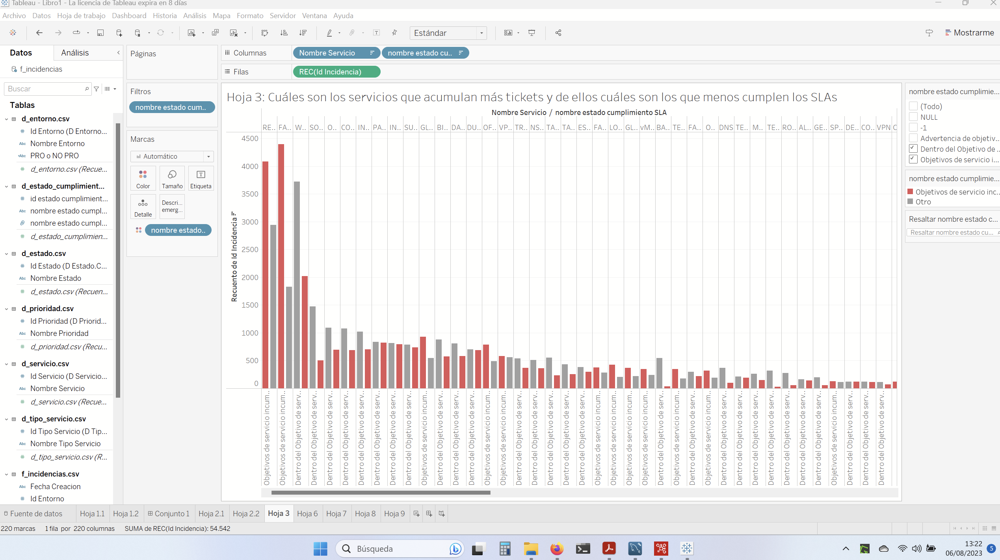 Tableau - Libro1 - La licencia de Tableau expira en 8 días
Archivo Datos Hoja de trabajo Dashboard Historia Análisis Mapa Formato Servidor Ventana Ayuda
Estándar
Mostrarme
Datos
Análisis
f_incidencias
Buscar
Tablas
d_entorno.csv
Id Entorno (D Entorno...
Abc Nombre Entorno
=Abc PRO o NO PRO
d_entorno.csv (Recue...
d_estado_cumplimient...
id estado cumplimient...
Abc nombre estado cumpl...
nombre estado cumpl...
d_estado_cumplimien...
d_estado.csv
Id Estado (D Estado.C...
Abc Nombre Estado
d_estado.csv (Recuen...
d_prioridad.csv
Id Prioridad (D Priorid...
Abc Nombre Prioridad
d_prioridad.csv (Recu...
d_servicio.csv
Id Servicio (D Servicio...
Abc Nombre Servicio
d_servicio.csv (Recue...
d_tipo_servicio.csv
Id Tipo Servicio (D Tip...
Abc Nombre Tipo Servicio
d_tipo_servicio.csv (R...
f_incidencias.csv
Abc Fecha Creacion
Id Entorno
Páginas
Filtros
nombre estado cum..
Marcas
Automático
Color
Tamaño
Etiqueta
Detalle
Descri...
emerg...
nombre estado..
Columnas
Nombre Servicio
nombre estado cu..
Filas
REC(Id Incidencia)
Hoja 3: Cuáles son los servicios que acumulan más tickets y de ellos cuáles son los que menos cumplen los SLAs
Nombre Servicio / nombre estado cumplimiento SLA
RE.. FA.. W.. SO.. O.. CO.. IN.. PA.. IN.. SU.. GL.. BI.. DA.. DU.. OF.. VP.. TR.. NS.. TA.. TA.. ES.. FA.. LO.. GL.. vM.. BA.. TE.. FA.. O.. DNS TE.. M.. TE.. RO.. AL.. GE.. SP.. DE.. CO.. VPN C
Recuento de Id Incidencia
4500
4000
3500
3000
2500
2000
1500
1000
500
0
Objetivos de servicio incum..
Objetivos de servicio incum..
Dentro del Objetivo de serv..
Dentro del Objetivo de serv..
Dentro del Objetivo de serv..
Dentro del Objetivo de serv..
Dentro del Objetivo de serv..
Dentro del Objetivo de serv..
Dentro del Objetivo de serv..
Dentro del Objetivo de serv..
Objetivos de servicio incum..
Dentro del Objetivo de serv..
Dentro del Objetivo de serv..
Dentro del Objetivo de serv..
Objetivos de servicio incum..
Objetivos de servicio incum..
Dentro del Objetivo de serv..
Dentro del Objetivo de serv..
Dentro del Objetivo de serv..
Dentro del Objetivo de serv..
Dentro del Objetivo de serv..
Objetivos de servicio incum..
Objetivos de servicio incum..
Objetivos de servicio incum..
Objetivos de servicio incum..
Dentro del Objetivo de serv..
Objetivos de servicio incum..
Dentro del Objetivo de serv..
Objetivos de servicio incum..
Dentro del Objetivo de serv..
Dentro del Objetivo de serv..
Dentro del Objetivo de serv..
Dentro del Objetivo de serv..
Dentro del Objetivo de serv..
Dentro del Objetivo de serv..
Dentro del Objetivo de serv..
Objetivos de servicio incum..
Dentro del Objetivo de serv..
Dentro del Objetivo de serv..
Dentro del Objetivo de serv..
nombre estado cumplimie...
(Todo)
NULL
-1
Advertencia de objetiv...
Dentro del Objetivo de ..
Objetivos de servicio i...
nombre estado cumplimie...
Objetivos de servicio inc..
Otro
Resaltar nombre estado c...
Resaltar nombre estado cu...
Fuente de datos Hoja 1.1 Hoja 1.2 Conjunto 1 Hoja 2.1 Hoja 2.2 Hoja 3 Hoja 6 Hoja 7 Hoja 8 Hoja 9
220 marcas 1 fila por 220 columnas SUMA de REC(Id Incidencia): 54.542
Búsqueda
13:22
06/08/2023
5